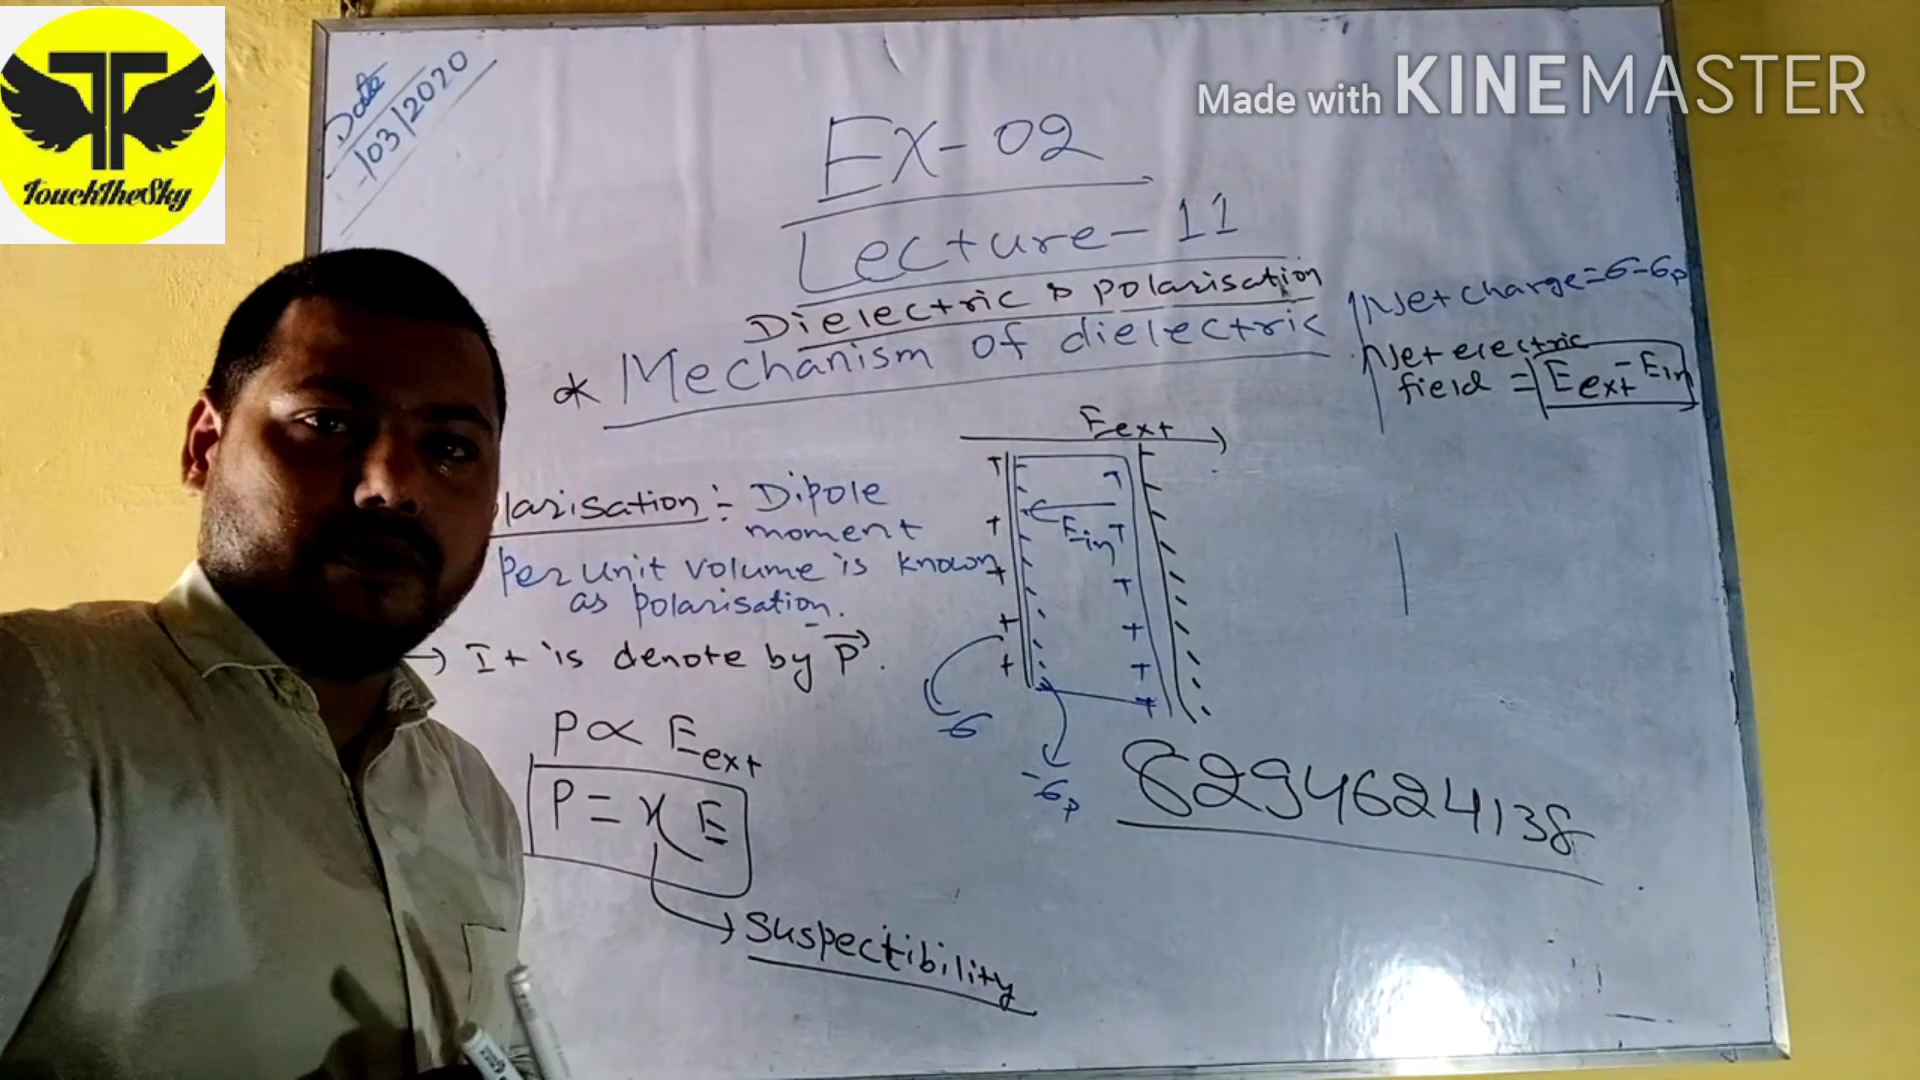 TouchTheSky
Made with KINEMASTER
Date
-/03/2020
Ex-02
Lecture-11
Dielectric & polarisation
* Mechanism of dielectric
Net charge = σ-σp
Net electric
field = Eext - Ein
Eext
Ein
larisation :- Dipole
moment
Per unit volume is known
as polarisation.
→ It is denote by P⃗.
P ∝ Eext
P = χ E
Suspectibility
σ
-σp
6294624138